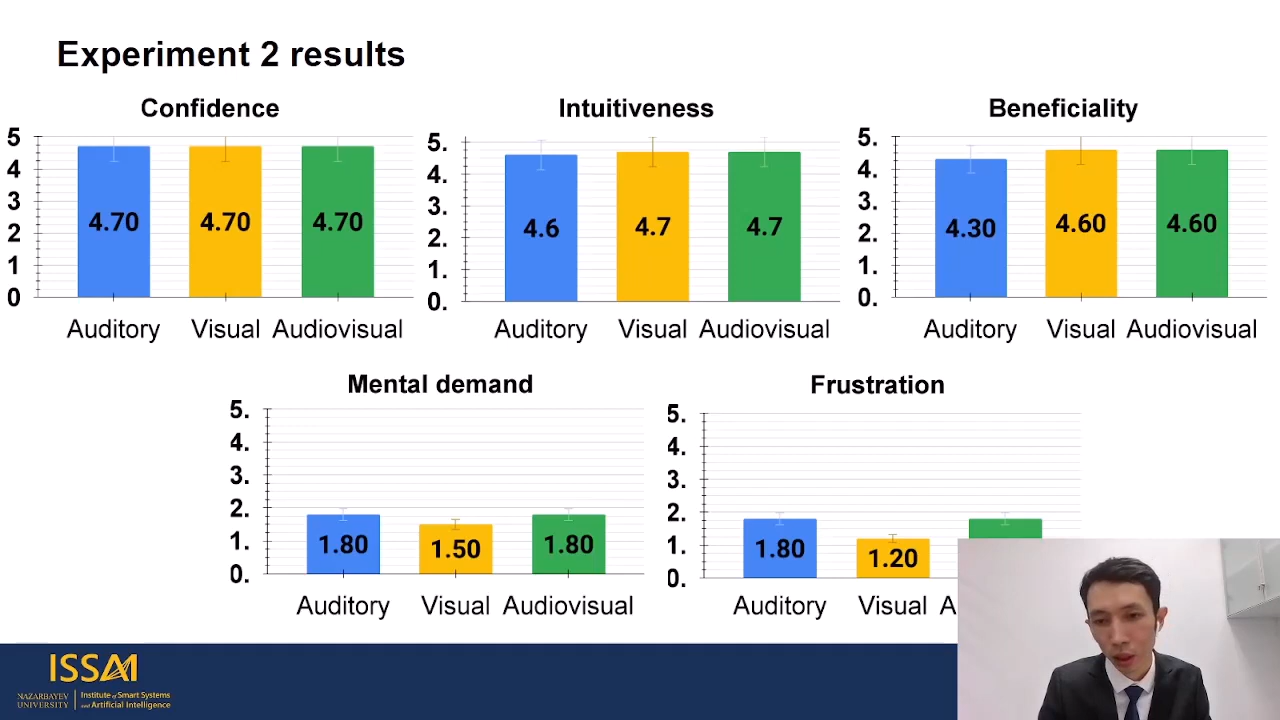 Experiment 2 results
Confidence
5
4
3
2
1
0
4.70
4.70
4.70
Auditory
Visual
Audiovisual
Intuitiveness
5.
4.
3.
2.
1.
0.
4.6
4.7
4.7
Auditory
Visual
Audiovisual
Beneficiality
5.
4.
3.
2.
1.
0.
4.30
4.60
4.60
Auditory
Visual
Audiovisual
Mental demand
5.
4.
3.
2.
1.
0.
1.80
1.50
1.80
Auditory
Visual
Audiovisual
Frustration
5.
4.
3.
2.
1.
0.
1.80
1.20
Auditory
Visual
A
ISSAI
NAZARBAYEV
UNIVERSITY
Institute of Smart Systems
and Artificial Intelligence